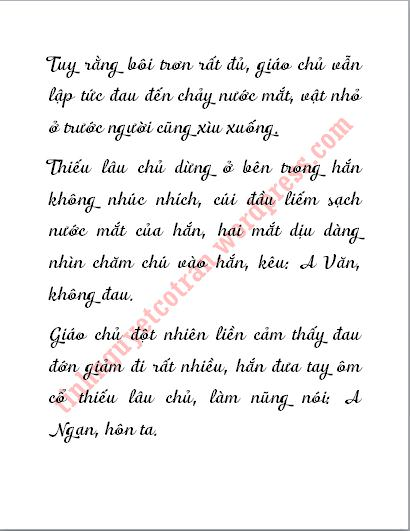 Tuy rằng bôi trơn rất đủ, giáo chủ vẫn
lập tức đau đến chảy nước mắt, vật nhỏ
ở trước người cũng xìu xuống.
Thiếu lâu chủ dừng ở bên trong hắn
không nhúc nhích, cúi đầu liếm sạch
nước mắt của hắn, hai mắt dịu dàng
nhìn chăm chú vào hắn, kêu: A Văn,
không đau.
Giáo chủ đột nhiên liền cảm thấy đau
đớn giảm đi rất nhiều, hắn đưa tay ôm
cổ thiếu lâu chủ, làm nũng nói: A
Ngan, hôn ta.
tinhnguyetcotran.wordpress.com